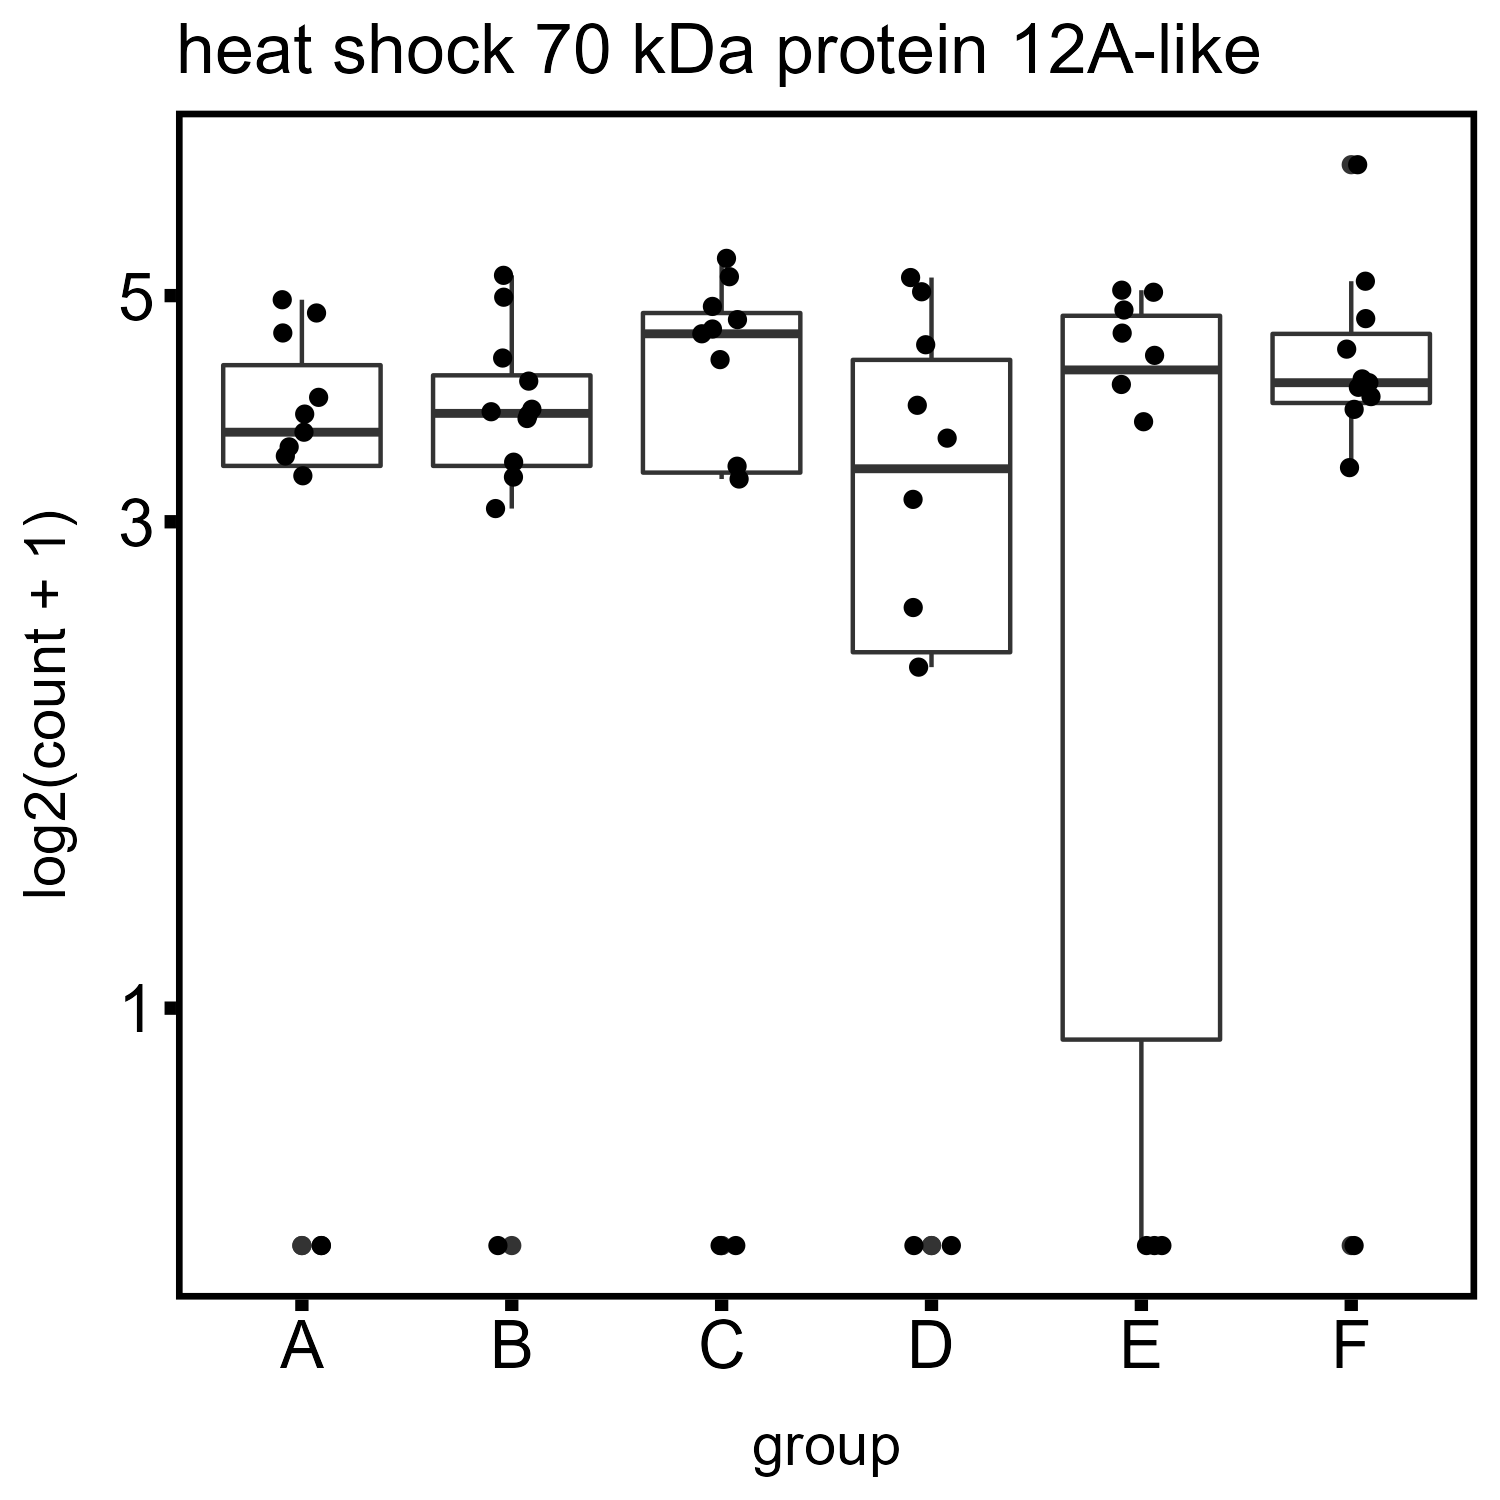 heat shock 70 kDa protein 12A-like
log2(count + 1)
5
3
1
A B C D E F
group